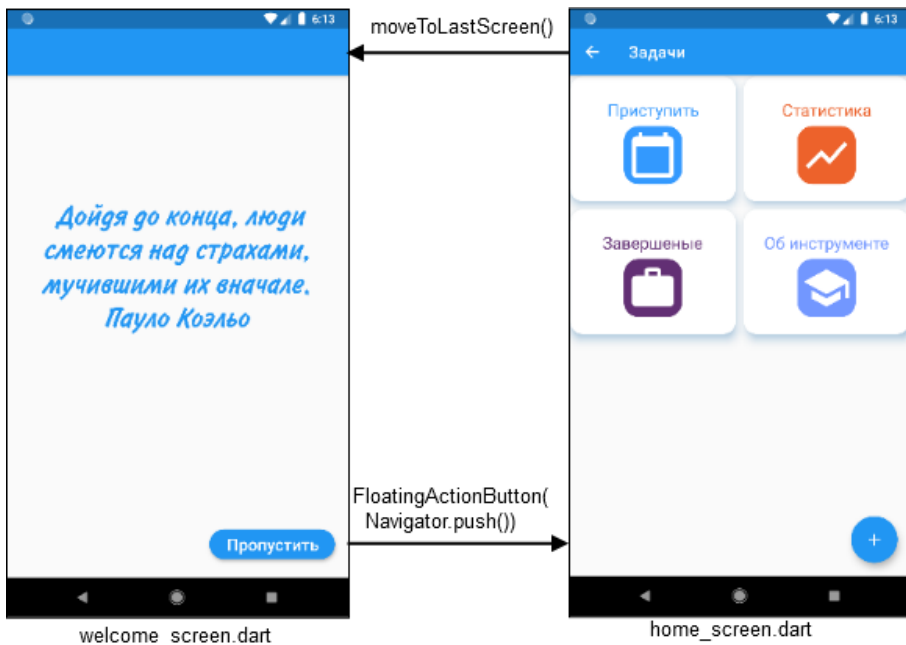 6:13
moveToLastScreen()
6:13
Задачи
Приступить
Статистика
Дойдя до конца, люди
смеются над страхами,
мучившими их вначале.
Пауло Коэльо
Завершеные
Об инструменте
FloatingActionButton(
Navigator.push())
Пропустить
+
welcome_screen.dart
home_screen.dart